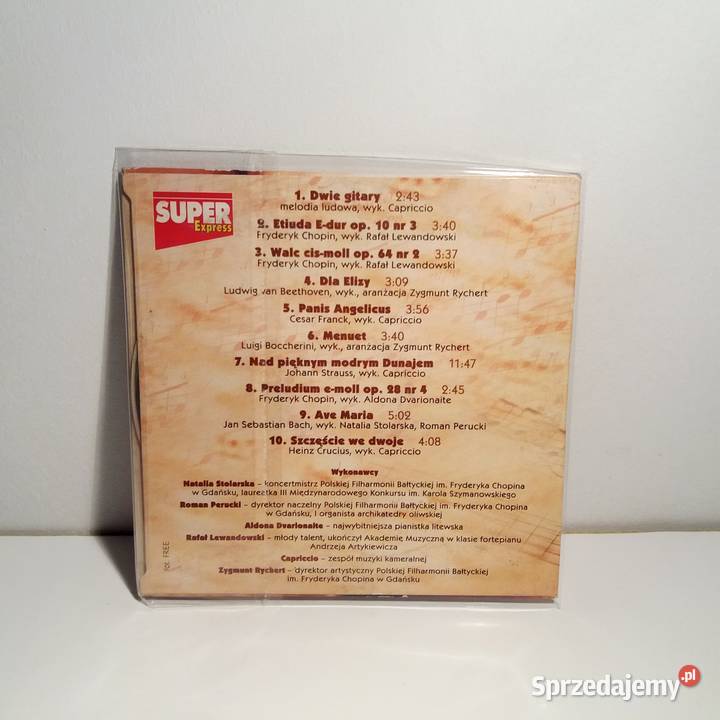 SUPER
Express
1. Dwie gitary 2:43
melodia ludowa, wyk. Capriccio
2. Etiuda E-dur op. 10 nr 3 3:40
Fryderyk Chopin, wyk. Rafał Lewandowski
3. Walc cis-moll op. 64 nr 2 3:37
Fryderyk Chopin, wyk. Rafał Lewandowski
4. Dla Elizy 3:09
Ludwig van Beethoven, wyk., aranżacja Zygmunt Rychert
5. Panis Angelicus 3:56
Cesar Franck, wyk. Capriccio
6. Menuet 3:40
Luigi Boccherini, wyk., aranżacja Zygmunt Rychert
7. Nad pięknym modrym Dunajem 11:47
Johann Strauss, wyk. Capriccio
8. Preludium e-moll op. 28 nr 4 2:45
Fryderyk Chopin, wyk. Aldona Dvarionaite
9. Ave Maria 5:02
Jan Sebastian Bach, wyk. Natalia Stolarska, Roman Perucki
10. Szczęście we dwoje 4:08
Heinz Crucius, wyk. Capriccio
Wykonawcy
Natalia Stolarska – koncertmistrz Polskiej Filharmonii Bałtyckiej im. Fryderyka Chopina
w Gdańsku, laureatka III Międzynarodowego Konkursu im. Karola Szymanowskiego
Roman Perucki – dyrektor naczelny Polskiej Filharmonii Bałtyckiej im. Fryderyka Chopina
w Gdańsku, I organista archikatedry oliwskiej
Aldona Dvarionaite – najwybitniejsza pianistka litewska
Rafał Lewandowski – młody talent, ukończył Akademię Muzyczną w klasie fortepianu
Andrzeja Artykiewicza
Capriccio – zespół muzyki kameralnej
Zygmunt Rychert – dyrektor artystyczny Polskiej Filharmonii Bałtyckiej
im. Fryderyka Chopina w Gdańsku
fot. FREE
Sprzedajemy.pl